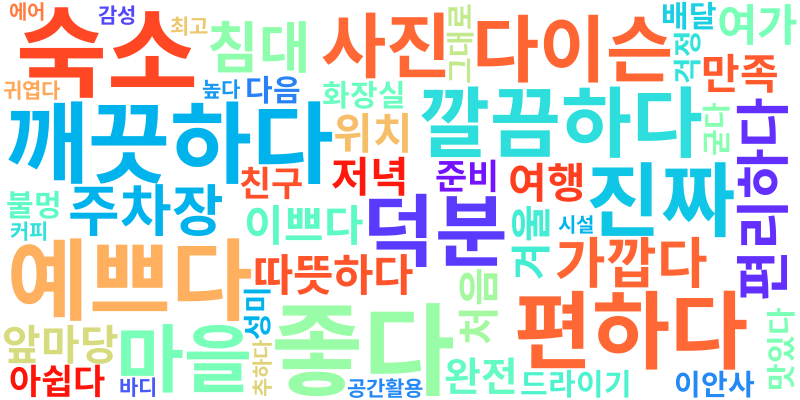 에어
감성
최고
숙소
침대
사진
그대로
다이슨
배달
걱정
여가
만족
귀엽다
높다
다음
화장실
깨끗하다
위치
깔끔하다
굳다
편리하다
친구
저녁
준비
여행
진짜
불멍
커피
주차장
이쁘다
덕분
겨울
시설
가깝다
예쁘다
따뜻하다
처음
성미
앞마당
마을
좋다
편하다
맛있다
추하다
아쉽다
바디
공간활용
완전
드라이기
이안사